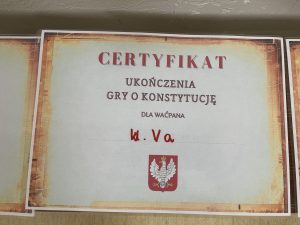 CERTYFIKAT
UKOŃCZENIA
GRY O KONSTYTUCJĘ
DLA WAĆPANA
kl. Va